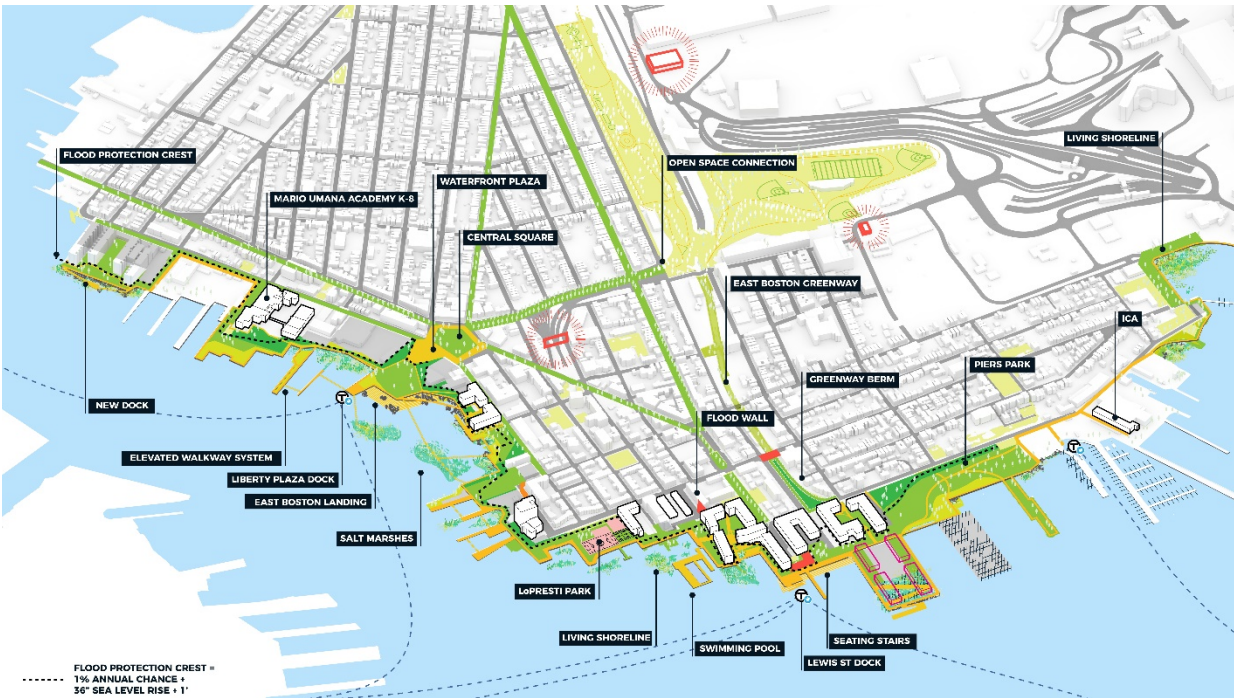 FLOOD PROTECTION CREST
MARIO UMANA ACADEMY K-8
WATERFRONT PLAZA
CENTRAL SQUARE
OPEN SPACE CONNECTION
LIVING SHORELINE
EAST BOSTON GREENWAY
ICA
PIERS PARK
GREENWAY BERM
FLOOD WALL
NEW DOCK
ELEVATED WALKWAY SYSTEM
T
LIBERTY PLAZA DOCK
EAST BOSTON LANDING
SALT MARSHES
T
LoPRESTI PARK
LIVING SHORELINE
SWIMMING POOL
T
SEATING STAIRS
LEWIS ST DOCK
FLOOD PROTECTION CREST =
1% ANNUAL CHANCE +
36" SEA LEVEL RISE + 1'